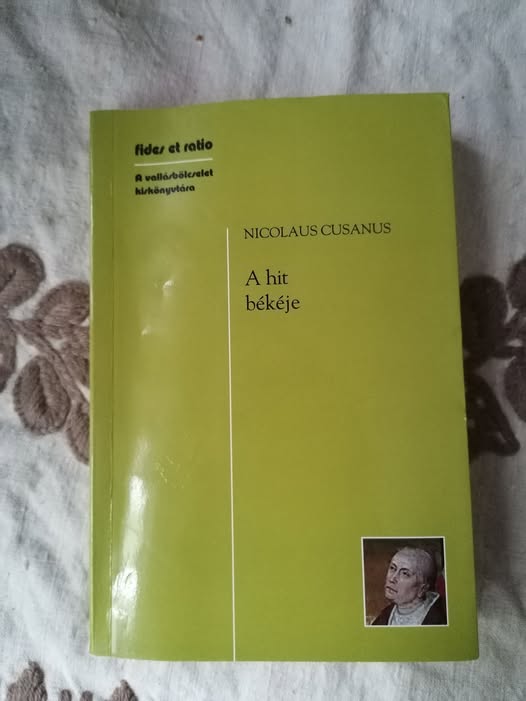 fides et ratio
A vallásbölcselet
kiskönyvtára
NICOLAUS CUSANUS
A hit
békéje